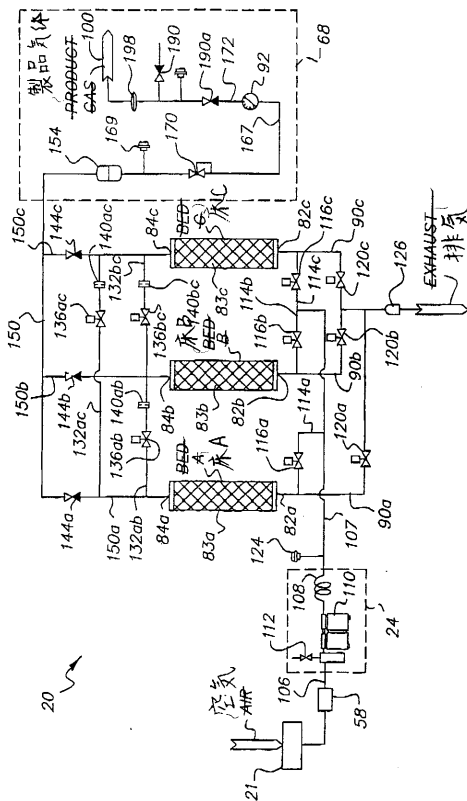 製品気体
PRODUCT
GAS
100
198
190
190a
172
92
68
154
169
170
167
150
150c
144c
140ac
136ac
132bc
140bc
136bc
84c
BED
C
床C
83c
82c
116c
114c
90c
120c
126
EXHAUST
排気
150b
144b
132ac
140ab
136ab
84b
BED
B
床B
83b
82b
116b
114b
90b
120b
144a
150a
132ab
84a
BED
A
床A
83a
82a
116a
114a
90a
120a
107
124
108
110
112
24
106
58
21
空気
AIR
20